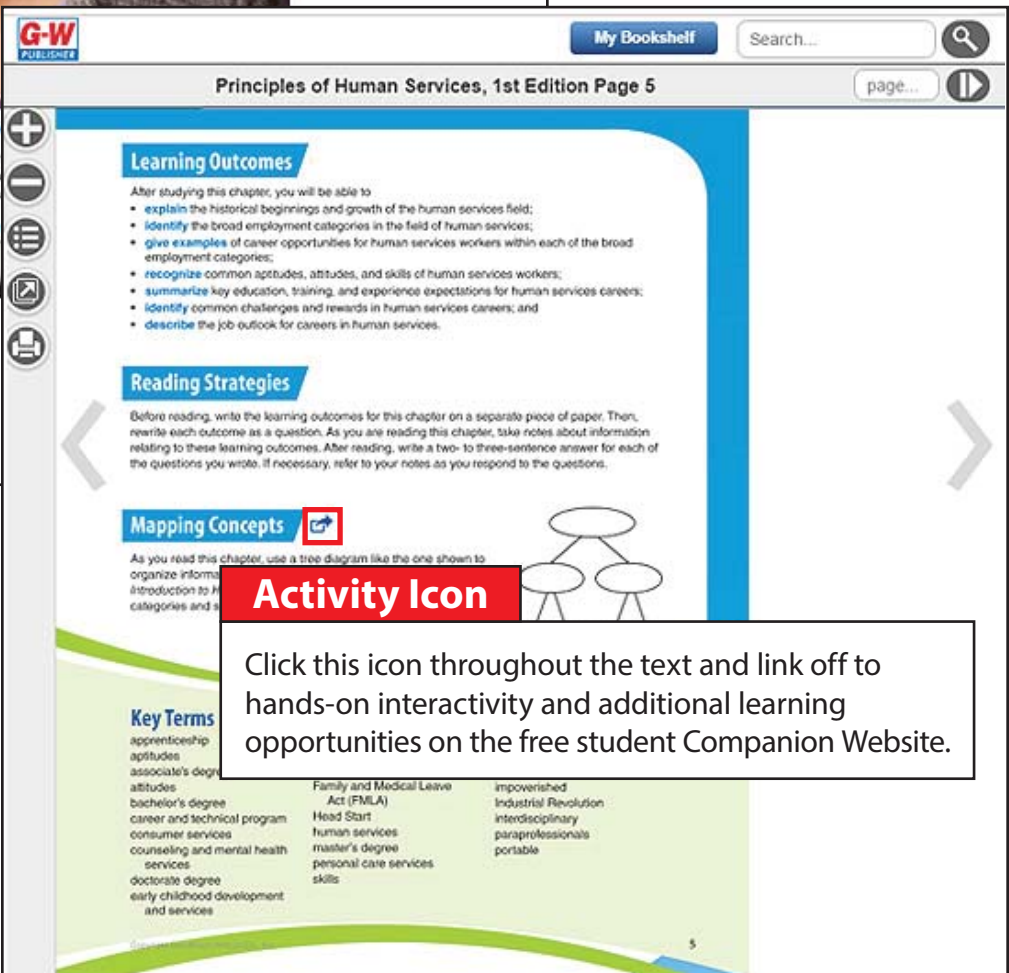 G-W
PUBLISHER
My Bookshelf
Search...
Principles of Human Services, 1st Edition Page 5
page...
Learning Outcomes
After studying this chapter, you will be able to
• explain the historical beginnings and growth of the human services field;
• identify the broad employment categories in the field of human services;
• give examples of career opportunities for human services workers within each of the broad
employment categories;
• recognize common aptitudes, attitudes, and skills of human services workers;
• summarize key education, training, and experience expectations for human services careers;
• identify common challenges and rewards in human services careers; and
• describe the job outlook for careers in human services.
Reading Strategies
Before reading, write the learning outcomes for this chapter on a separate piece of paper. Then,
rewrite each outcome as a question. As you are reading this chapter, take notes about information
relating to these learning outcomes. After reading, write a two- to three-sentence answer for each of
the questions you wrote. If necessary, refer to your notes as you respond to the questions.
Mapping Concepts
As you read this chapter, use a tree diagram like the one shown to
organize informa
Introduction to H
categories and s
Activity Icon
Click this icon throughout the text and link off to
hands-on interactivity and additional learning
opportunities on the free student Companion Website.
Key Terms
apprenticeship
aptitudes
associate's degre
attitudes
bachelor's degree
career and technical program
consumer services
counseling and mental health
services
doctorate degree
early childhood development
and services
Family and Medical Leave
Act (FMLA)
Head Start
human services
master's degree
personal care services
skills
impoverished
Industrial Revolution
interdisciplinary
paraprofessionals
portable
5